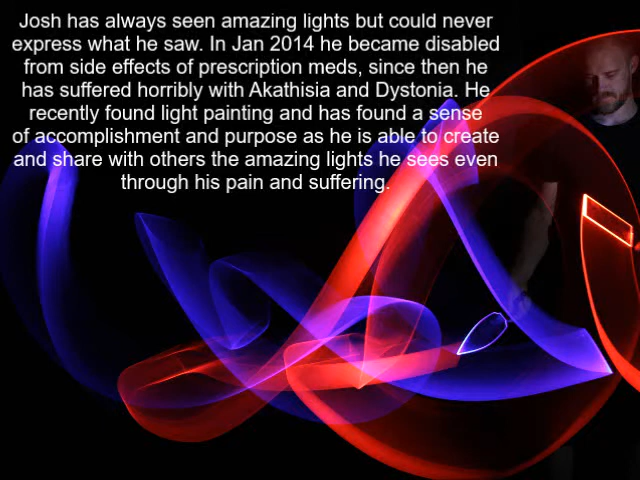 Josh has always seen amazing lights but could never
express what he saw. In Jan 2014 he became disabled
from side effects of prescription meds, since then he
has suffered horribly with Akathisia and Dystonia. He
recently found light painting and has found a sense
of accomplishment and purpose as he is able to create
and share with others the amazing lights he sees even
through his pain and suffering.